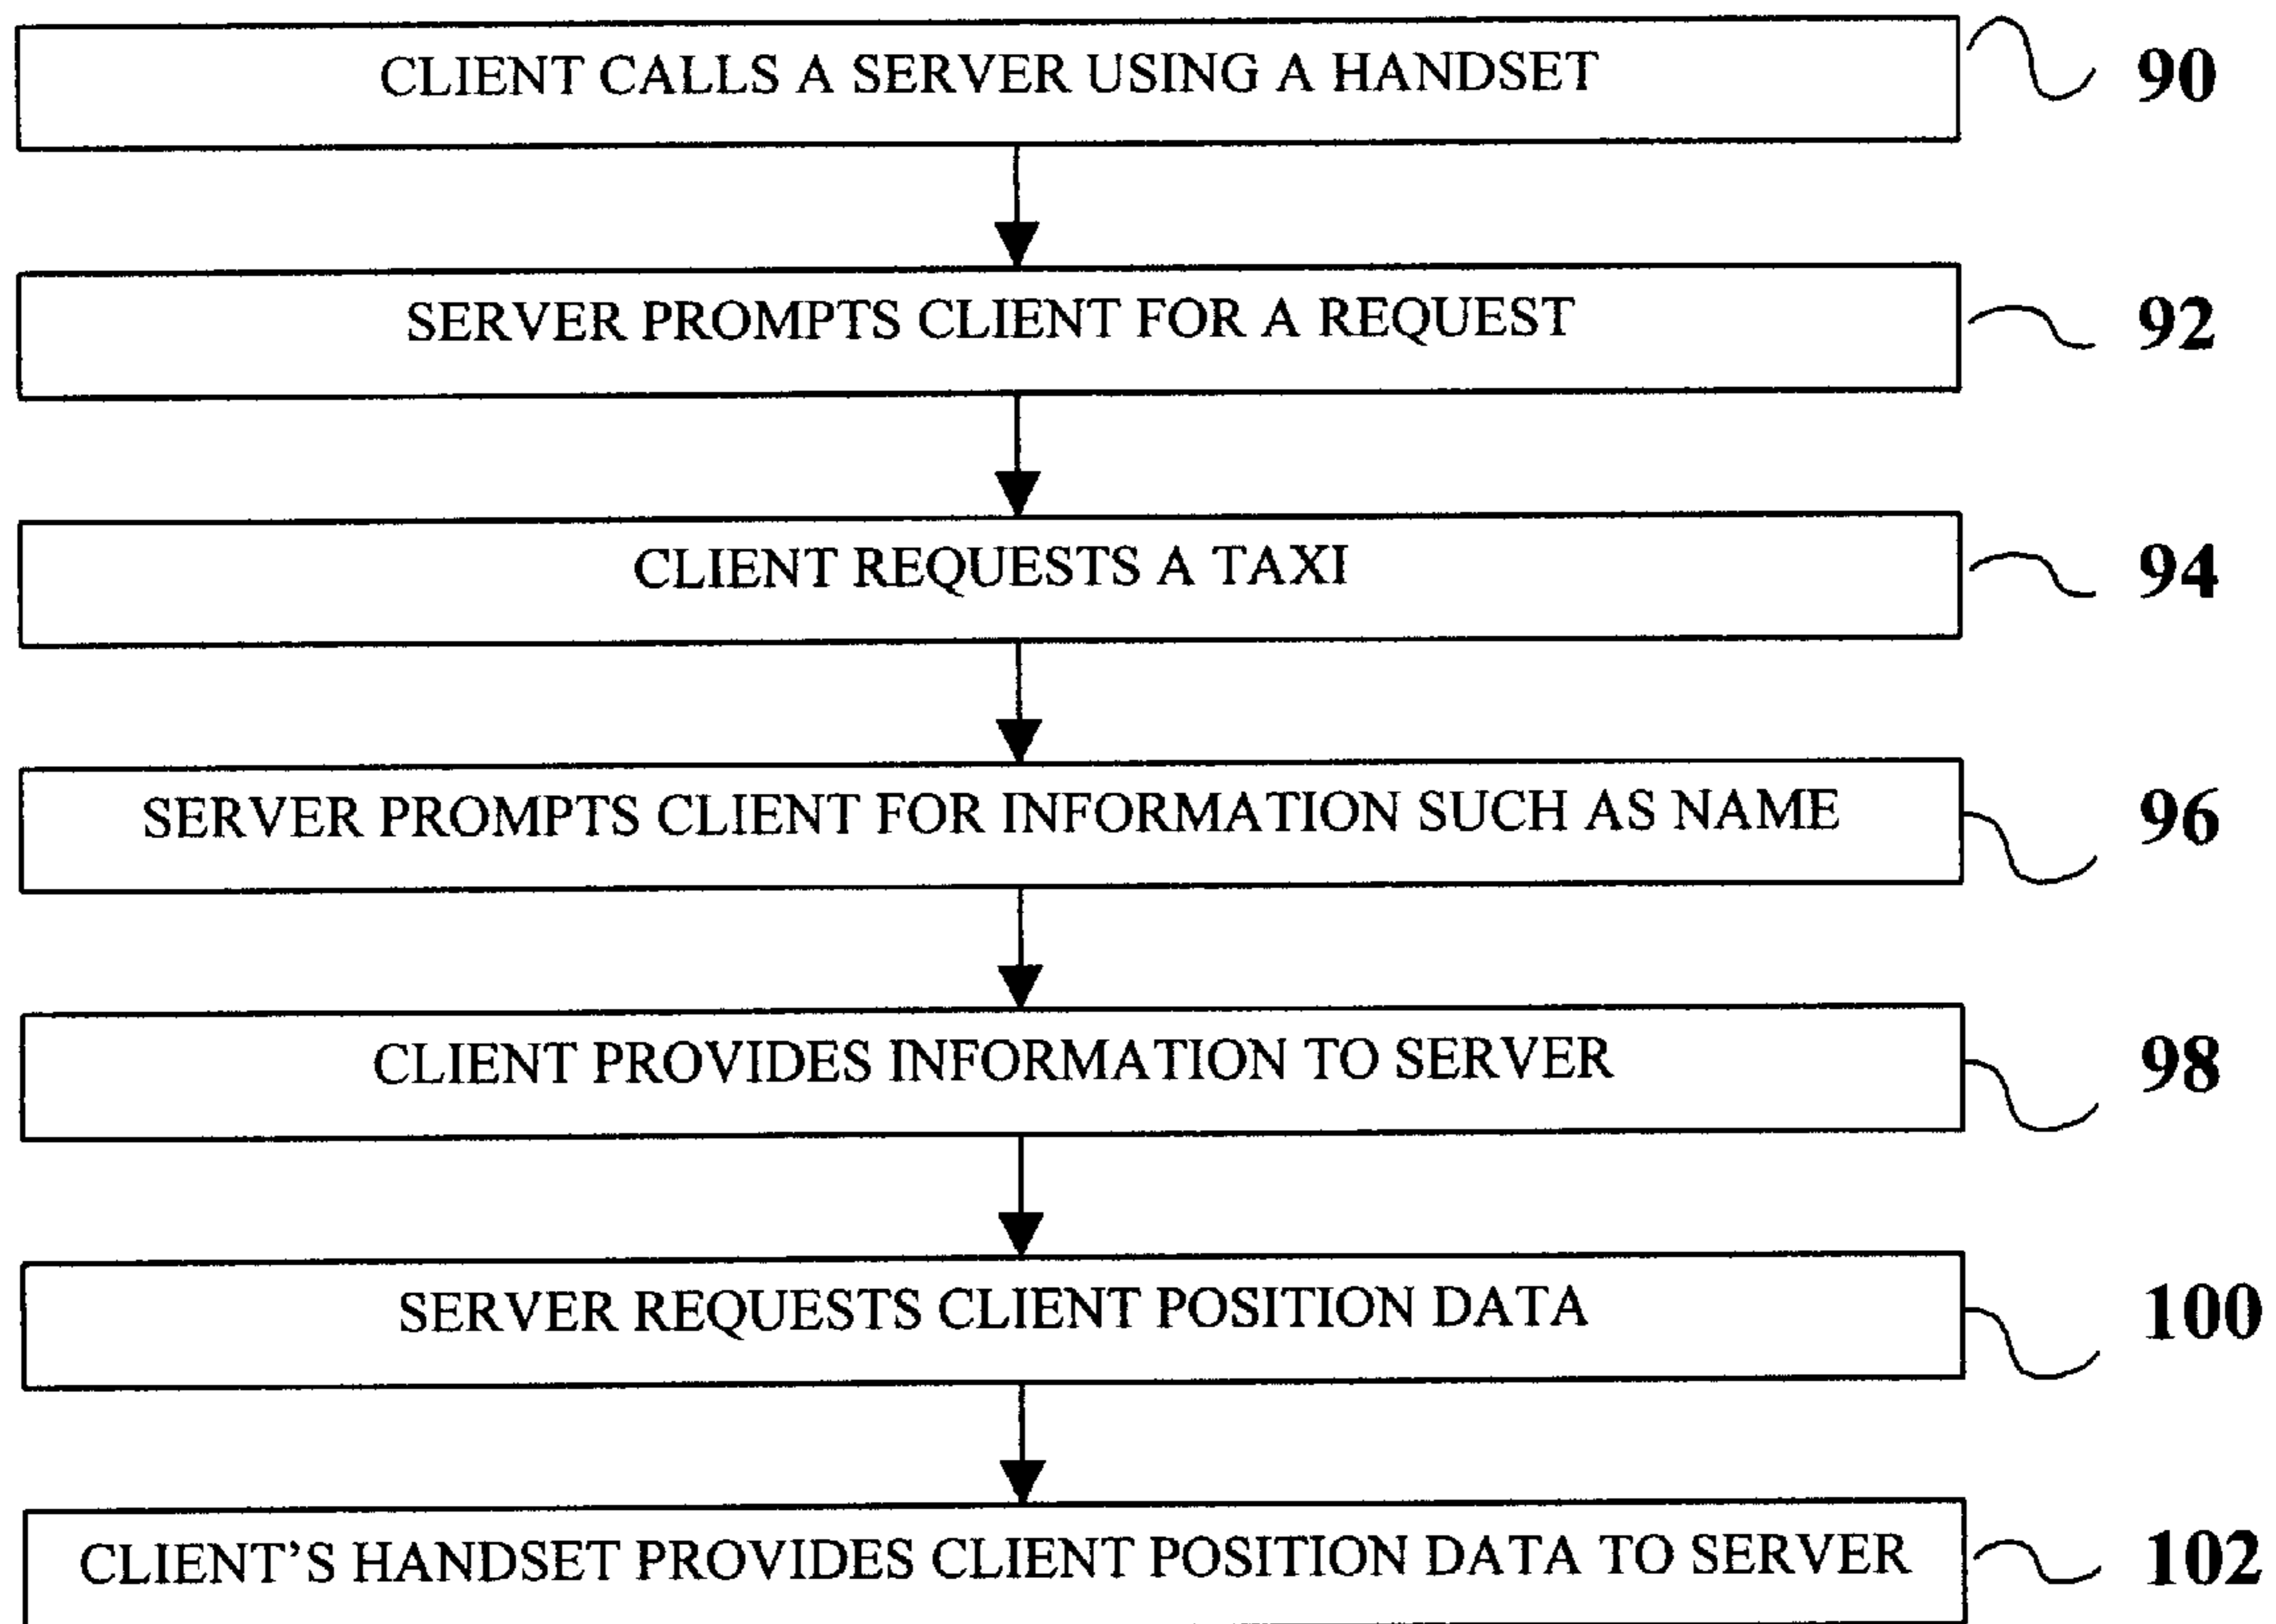 CLIENT CALLS A SERVER USING A HANDSET 90
SERVER PROMPTS CLIENT FOR A REQUEST 92
CLIENT REQUESTS A TAXI 94
SERVER PROMPTS CLIENT FOR INFORMATION SUCH AS NAME 96
CLIENT PROVIDES INFORMATION TO SERVER 98
SERVER REQUESTS CLIENT POSITION DATA 100
CLIENT'S HANDSET PROVIDES CLIENT POSITION DATA TO SERVER 102